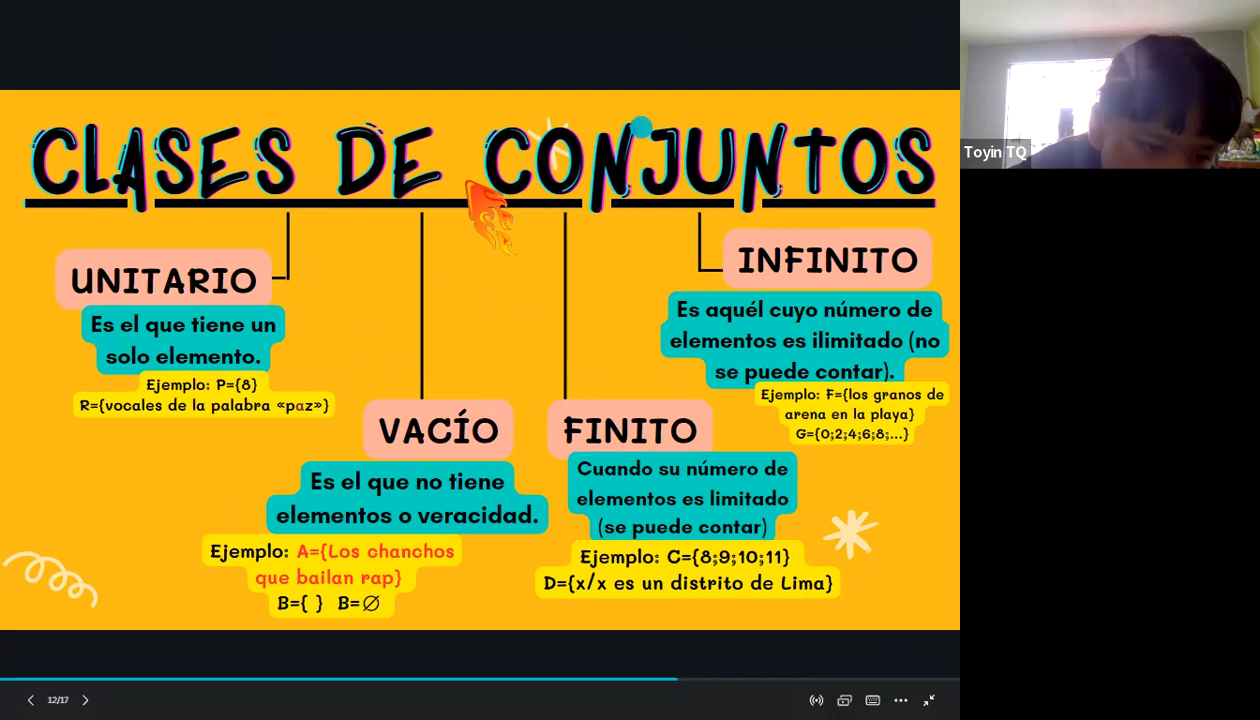 CLASES DE CONJUNTOS
UNITARIO
Es el que tiene un
solo elemento.
Ejemplo: P={8}
R={vocales de la palabra «paz»}
VACÍO
Es el que no tiene
elementos o veracidad.
Ejemplo: A={Los chanchos
que bailan rap}
B={ } B=∅
FINITO
Cuando su número de
elementos es limitado
(se puede contar)
Ejemplo: C={8;9;10;11}
D={x/x es un distrito de Lima}
INFINITO
Es aquél cuyo número de
elementos es ilimitado (no
se puede contar).
Ejemplo: F={los granos de
arena en la playa}
G={0;2;4;6;8;...}
Toyin TQ
12/17